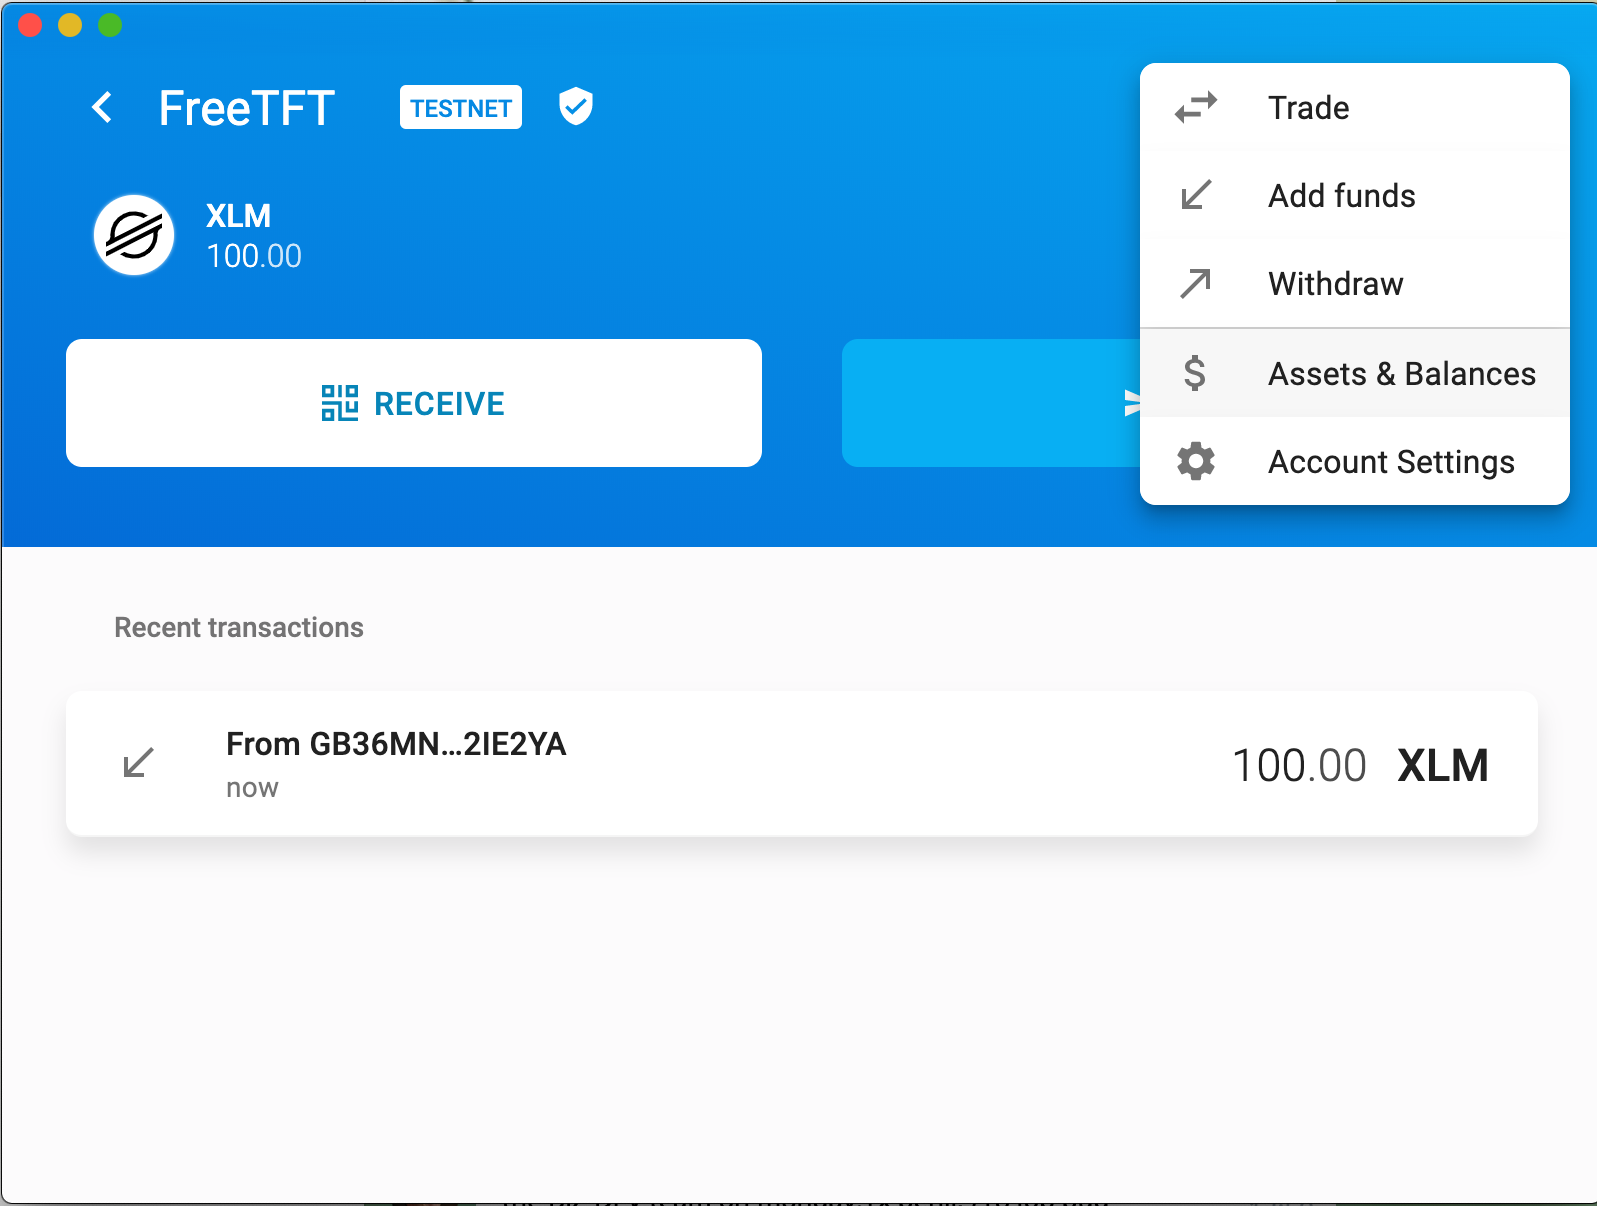 FreeTFT
TESTNET
XLM
100.00
RECEIVE
Trade
Add funds
Withdraw
Assets & Balances
Account Settings
Recent transactions
From GB36MN...2IE2YA
now
100.00 XLM